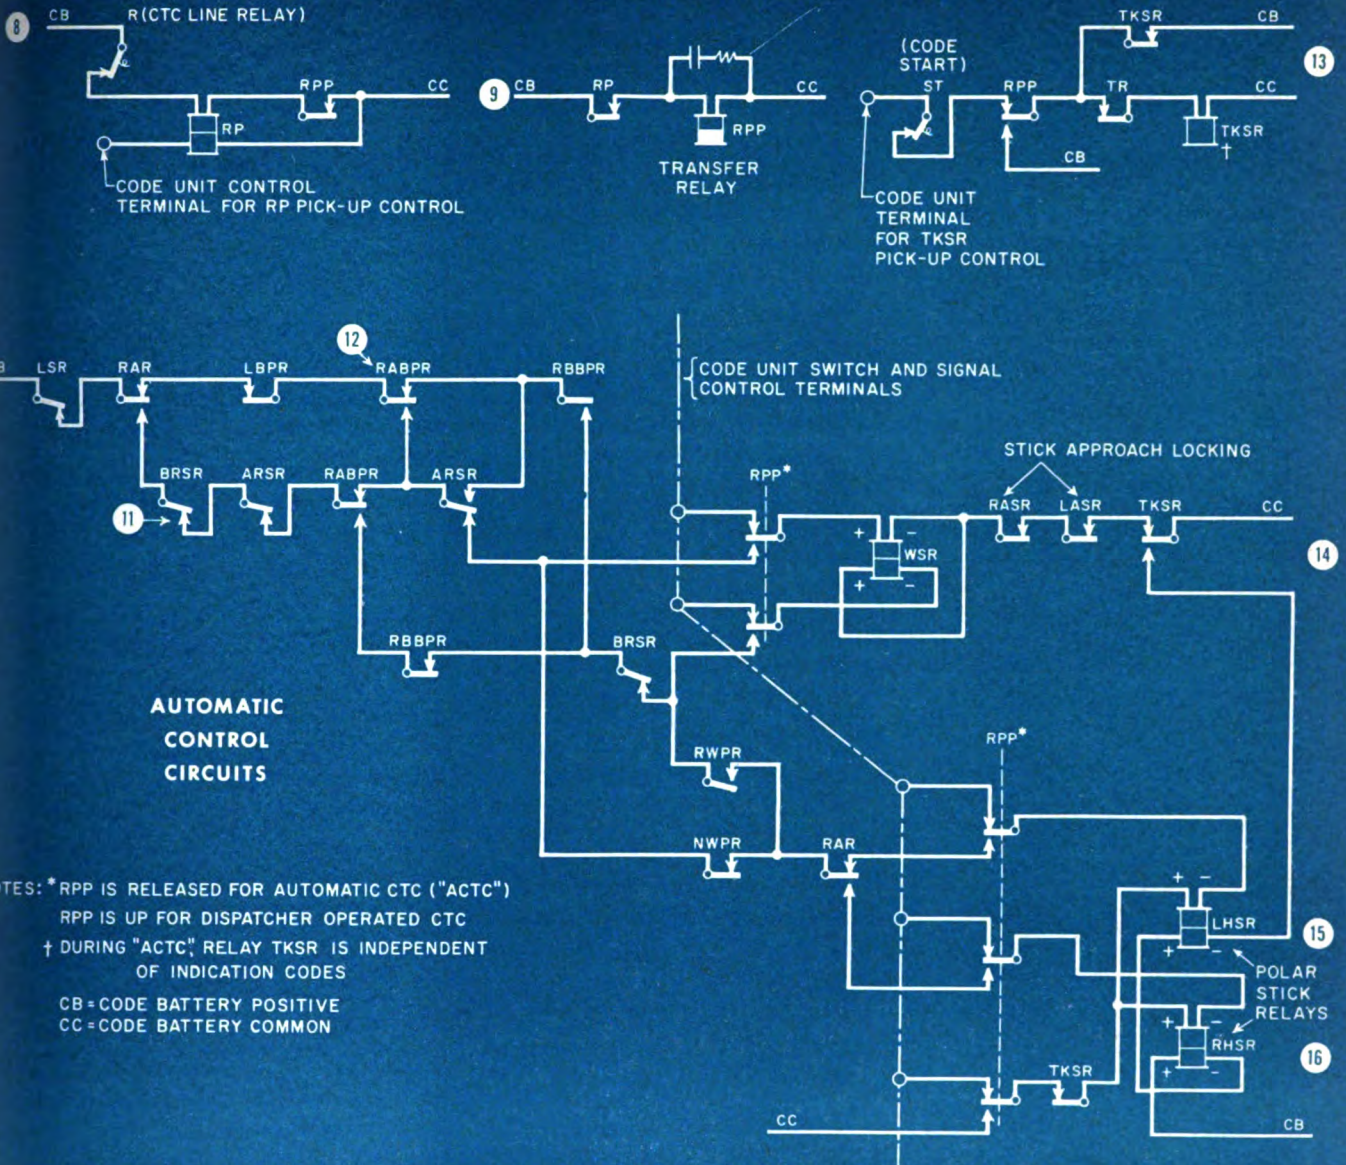 8
CB
R (CTC LINE RELAY)
RPP
CC
RP
CODE UNIT CONTROL
TERMINAL FOR RP PICK-UP CONTROL
9
CB
RP
CC
RPP
TRANSFER
RELAY
(CODE
START)
ST
RPP
TKSR
CB
13
TR
CC
TKSR
†
CB
CODE UNIT
TERMINAL
FOR TKSR
PICK-UP CONTROL
12
B
LSR
RAR
LBPR
RABPR
RBBPR
CODE UNIT SWITCH AND SIGNAL
CONTROL TERMINALS
11
BRSR
ARSR
RABPR
ARSR
RPP*
STICK APPROACH LOCKING
RASR
LASR
TKSR
CC
14
+ -
WSR
+ -
RBBPR
BRSR
AUTOMATIC
CONTROL
CIRCUITS
RWPR
RPP*
NWPR
RAR
TES: * RPP IS RELEASED FOR AUTOMATIC CTC ("ACTC")
RPP IS UP FOR DISPATCHER OPERATED CTC
† DURING "ACTC", RELAY TKSR IS INDEPENDENT
OF INDICATION CODES
CB = CODE BATTERY POSITIVE
CC = CODE BATTERY COMMON
+ -
LHSR
+ -
15
POLAR
STICK
RELAYS
+ -
RHSR
+ -
16
TKSR
CC
CB